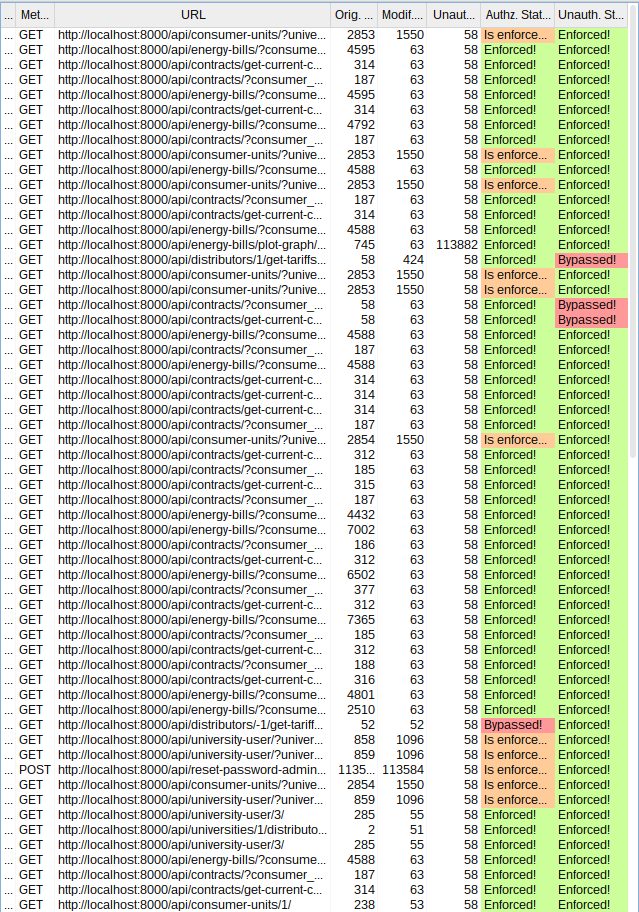 ... Met... URL Orig. ... Modif.... Unaut... Authz. Stat... Unauth. St...
... GET http://localhost:8000/api/consumer-units/?unive... 2853 1550 58 Is enforce... Enforced!
... GET http://localhost:8000/api/energy-bills/?consume... 4595 63 58 Enforced! Enforced!
... GET http://localhost:8000/api/contracts/get-current-c... 314 63 58 Enforced! Enforced!
... GET http://localhost:8000/api/contracts/?consumer_... 187 63 58 Enforced! Enforced!
... GET http://localhost:8000/api/energy-bills/?consume... 4595 63 58 Enforced! Enforced!
... GET http://localhost:8000/api/contracts/get-current-c... 314 63 58 Enforced! Enforced!
... GET http://localhost:8000/api/energy-bills/?consume... 4792 63 58 Enforced! Enforced!
... GET http://localhost:8000/api/contracts/?consumer_... 187 63 58 Enforced! Enforced!
... GET http://localhost:8000/api/consumer-units/?unive... 2853 1550 58 Is enforce... Enforced!
... GET http://localhost:8000/api/energy-bills/?consume... 4588 63 58 Enforced! Enforced!
... GET http://localhost:8000/api/consumer-units/?unive... 2853 1550 58 Is enforce... Enforced!
... GET http://localhost:8000/api/contracts/?consumer_... 187 63 58 Enforced! Enforced!
... GET http://localhost:8000/api/contracts/get-current-c... 314 63 58 Enforced! Enforced!
... GET http://localhost:8000/api/energy-bills/?consume... 4588 63 58 Enforced! Enforced!
... GET http://localhost:8000/api/energy-bills/plot-graph/... 745 63 113882 Enforced! Enforced!
... GET http://localhost:8000/api/distributors/1/get-tariffs... 58 424 58 Enforced! Bypassed!
... GET http://localhost:8000/api/consumer-units/?unive... 2853 1550 58 Is enforce... Enforced!
... GET http://localhost:8000/api/consumer-units/?unive... 2853 1550 58 Is enforce... Enforced!
... GET http://localhost:8000/api/contracts/?consumer_... 58 63 58 Enforced! Bypassed!
... GET http://localhost:8000/api/contracts/get-current-c... 58 63 58 Enforced! Bypassed!
... GET http://localhost:8000/api/energy-bills/?consume... 4588 63 58 Enforced! Enforced!
... GET http://localhost:8000/api/contracts/?consumer_... 187 63 58 Enforced! Enforced!
... GET http://localhost:8000/api/energy-bills/?consume... 4588 63 58 Enforced! Enforced!
... GET http://localhost:8000/api/contracts/get-current-c... 314 63 58 Enforced! Enforced!
... GET http://localhost:8000/api/contracts/get-current-c... 314 63 58 Enforced! Enforced!
... GET http://localhost:8000/api/contracts/get-current-c... 314 63 58 Enforced! Enforced!
... GET http://localhost:8000/api/contracts/?consumer_... 187 63 58 Enforced! Enforced!
... GET http://localhost:8000/api/consumer-units/?unive... 2854 1550 58 Is enforce... Enforced!
... GET http://localhost:8000/api/contracts/get-current-c... 312 63 58 Enforced! Enforced!
... GET http://localhost:8000/api/contracts/?consumer_... 185 63 58 Enforced! Enforced!
... GET http://localhost:8000/api/contracts/get-current-c... 315 63 58 Enforced! Enforced!
... GET http://localhost:8000/api/contracts/?consumer_... 187 63 58 Enforced! Enforced!
... GET http://localhost:8000/api/energy-bills/?consume... 4432 63 58 Enforced! Enforced!
... GET http://localhost:8000/api/energy-bills/?consume... 7002 63 58 Enforced! Enforced!
... GET http://localhost:8000/api/contracts/?consumer_... 186 63 58 Enforced! Enforced!
... GET http://localhost:8000/api/contracts/get-current-c... 312 63 58 Enforced! Enforced!
... GET http://localhost:8000/api/energy-bills/?consume... 6502 63 58 Enforced! Enforced!
... GET http://localhost:8000/api/contracts/?consumer_... 377 63 58 Enforced! Enforced!
... GET http://localhost:8000/api/contracts/get-current-c... 312 63 58 Enforced! Enforced!
... GET http://localhost:8000/api/energy-bills/?consume... 7365 63 58 Enforced! Enforced!
... GET http://localhost:8000/api/contracts/?consumer_... 185 63 58 Enforced! Enforced!
... GET http://localhost:8000/api/contracts/get-current-c... 312 63 58 Enforced! Enforced!
... GET http://localhost:8000/api/contracts/?consumer_... 188 63 58 Enforced! Enforced!
... GET http://localhost:8000/api/contracts/get-current-c... 316 63 58 Enforced! Enforced!
... GET http://localhost:8000/api/energy-bills/?consume... 4801 63 58 Enforced! Enforced!
... GET http://localhost:8000/api/energy-bills/?consume... 2510 63 58 Enforced! Enforced!
... GET http://localhost:8000/api/distributors/-1/get-tariff... 52 52 58 Bypassed! Enforced!
... GET http://localhost:8000/api/university-user/?univer... 858 1096 58 Is enforce... Enforced!
... GET http://localhost:8000/api/university-user/?univer... 859 1096 58 Is enforce... Enforced!
... POST http://localhost:8000/api/reset-password-admin... 1135... 113584 58 Is enforce... Enforced!
... GET http://localhost:8000/api/consumer-units/?unive... 2854 1550 58 Is enforce... Enforced!
... GET http://localhost:8000/api/university-user/?univer... 859 1096 58 Is enforce... Enforced!
... GET http://localhost:8000/api/university-user/3/ 285 55 58 Enforced! Enforced!
... GET http://localhost:8000/api/universities/1/distributo... 2 51 58 Enforced! Enforced!
... GET http://localhost:8000/api/university-user/3/ 285 55 58 Enforced! Enforced!
... GET http://localhost:8000/api/energy-bills/?consume... 4588 63 58 Enforced! Enforced!
... GET http://localhost:8000/api/contracts/?consumer_... 187 63 58 Enforced! Enforced!
... GET http://localhost:8000/api/contracts/get-current-c... 314 63 58 Enforced! Enforced!
... GET http://localhost:8000/api/consumer-units/1/ 238 53 58 Enforced! Enforced!